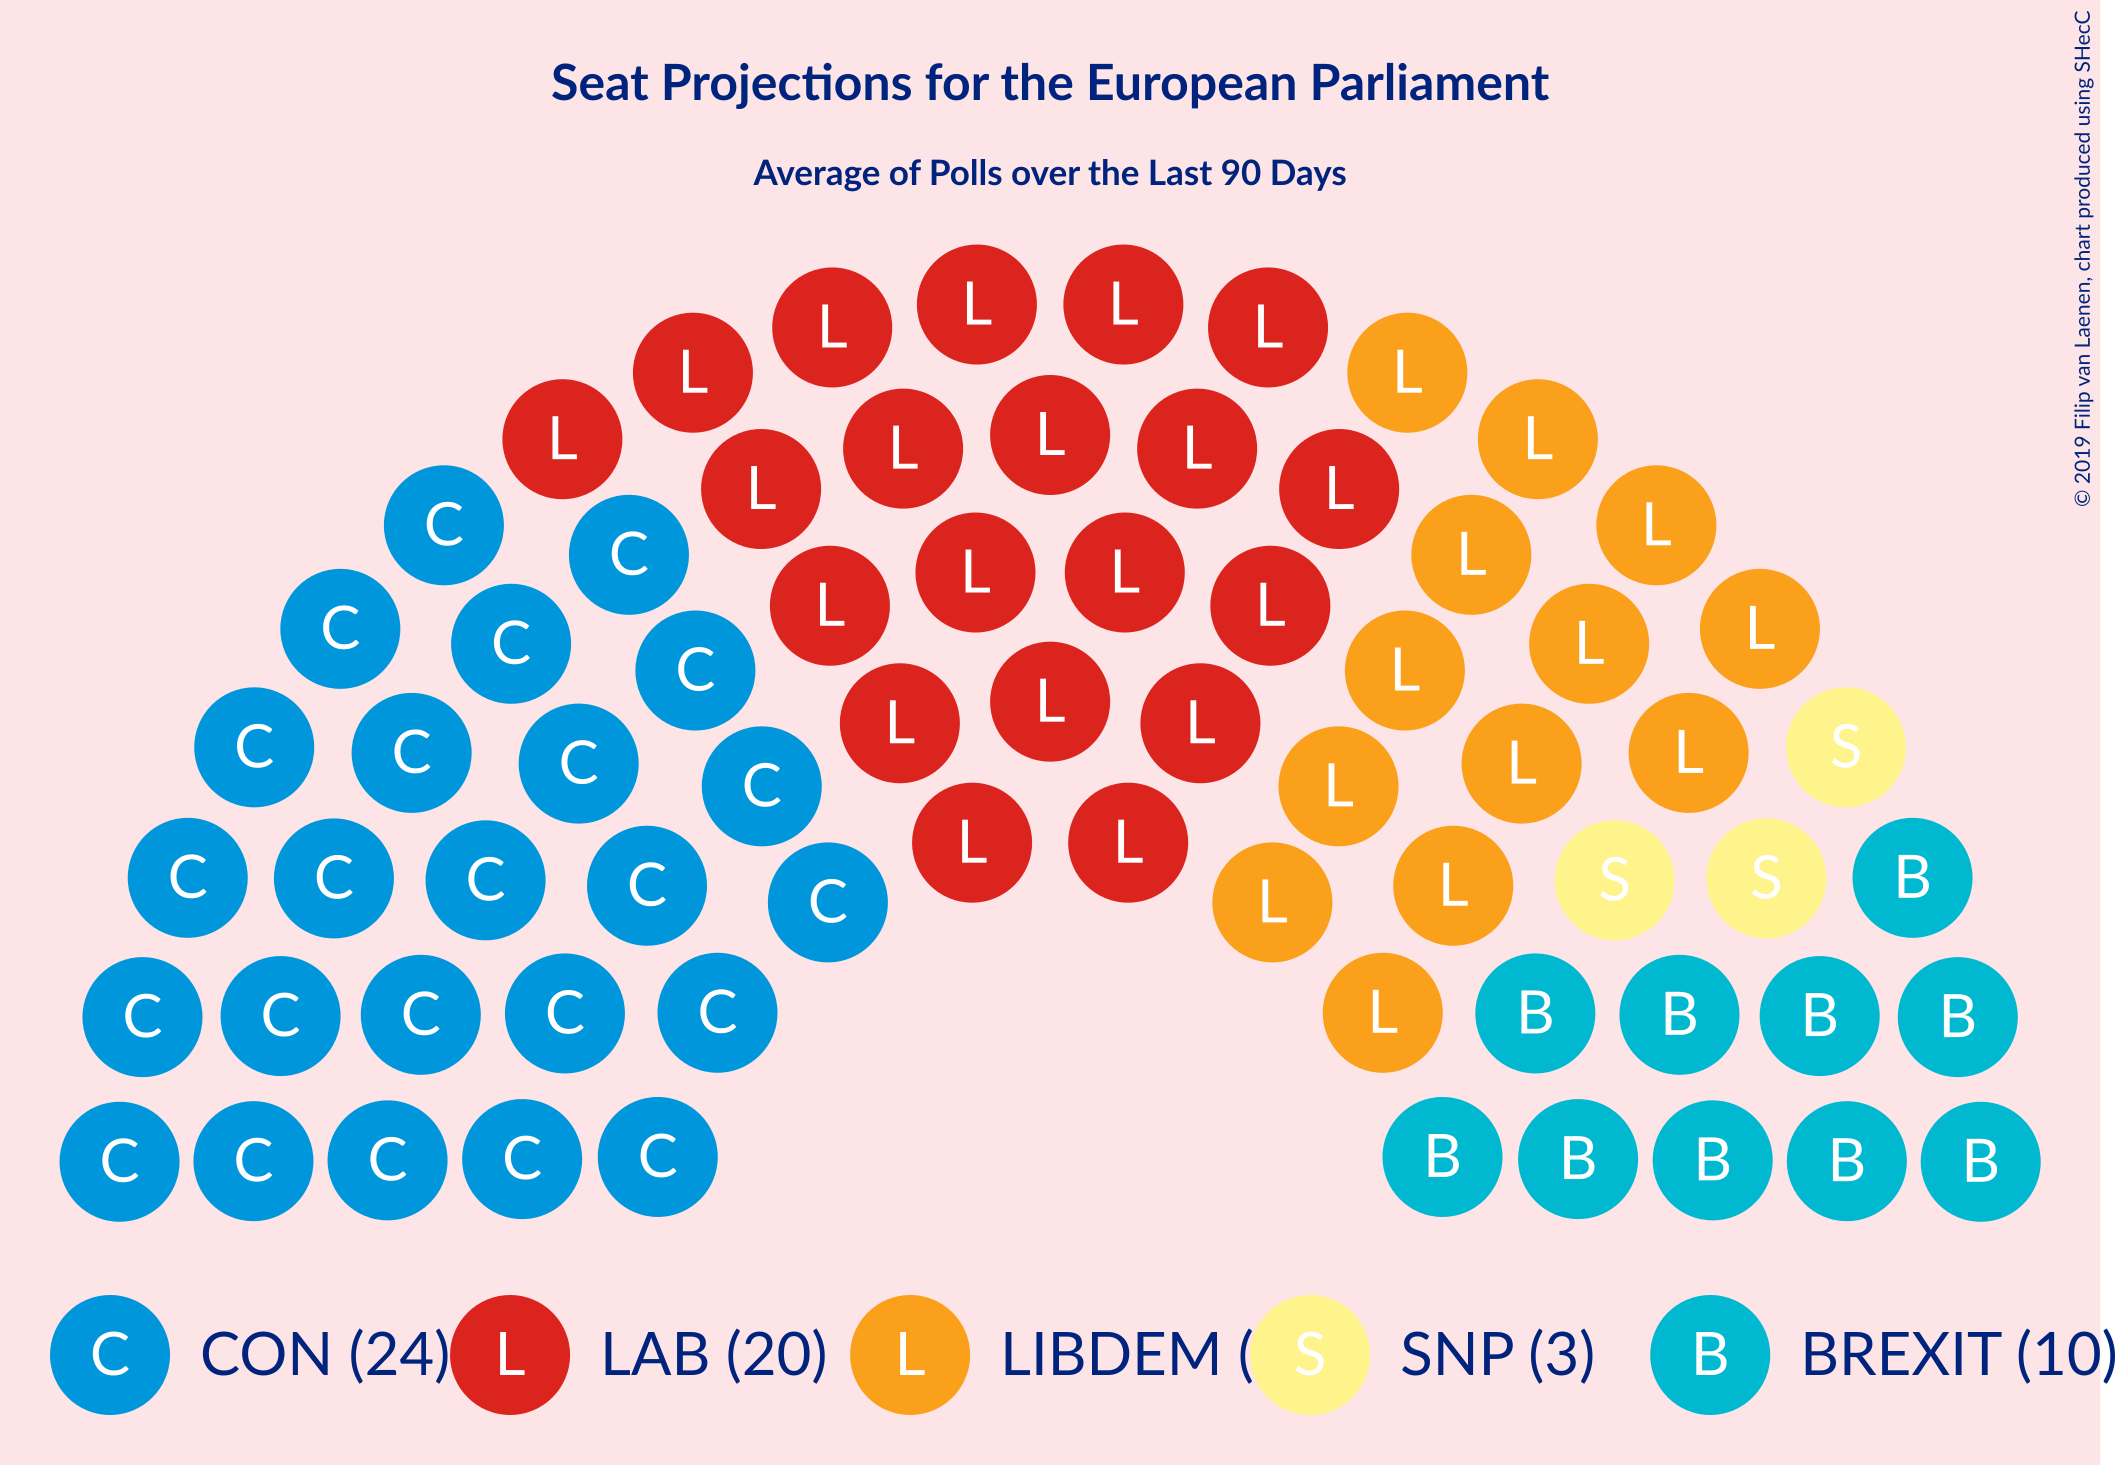 Seat Projections for the European Parliament
Average of Polls over the Last 90 Days
© 2019 Filip van Laenen, chart produced using SHecC
L L L L
L L L L
L L L
C L L L L L
C L L C L
C L L L
C C L L
C L L
C C L L S
C C L L
C L L
C C C S S B
C C L
C L
C C C C C L B B B B
C C C C C B B B B B
C CON (24) L LAB (20) L LIBDEM ( S SNP (3) B BREXIT (10)